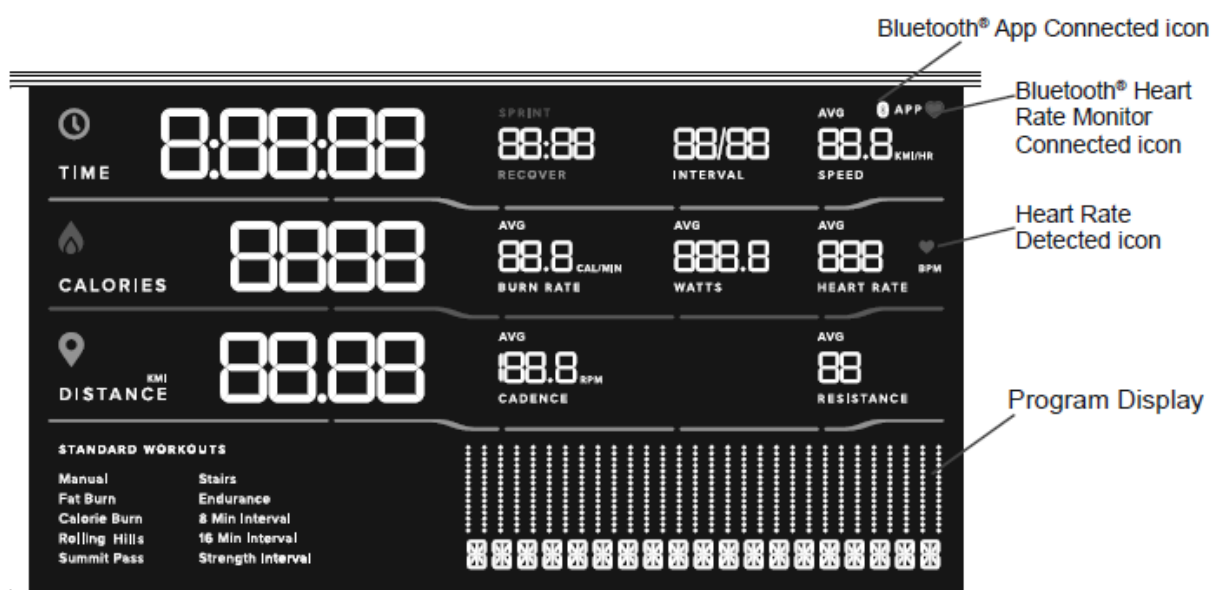 Bluetooth® App Connected icon
Bluetooth® Heart
Rate Monitor
Connected icon
Heart Rate
Detected icon
Program Display
TIME
8:88:88
SPRINT
88:88
RECOVER
88/88
INTERVAL
AVG
APP
88.8 KMI/HR
SPEED
CALORIES
8888
AVG
88.8 CAL/MIN
BURN RATE
AVG
888.8
WATTS
AVG
888
BPM
HEART RATE
KMI
DISTANCE
88.88
AVG
188.8 RPM
CADENCE
AVG
88
RESISTANCE
STANDARD WORKOUTS
Manual
Fat Burn
Calorie Burn
Rolling Hills
Summit Pass
Stairs
Endurance
8 Min Interval
16 Min Interval
Strength Interval